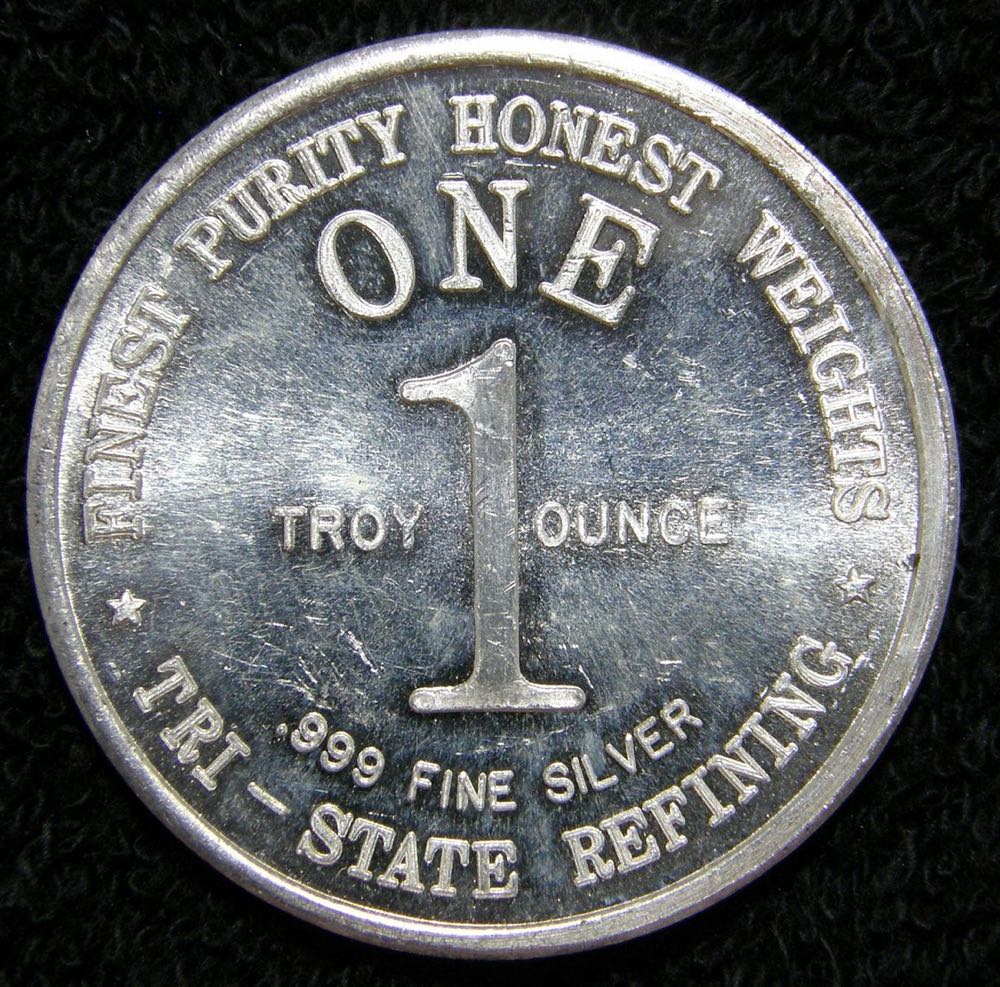 FINEST PURITY HONEST WEIGHTS
ONE
1
TROY OUNCE
.999 FINE SILVER
TRI-STATE REFINING